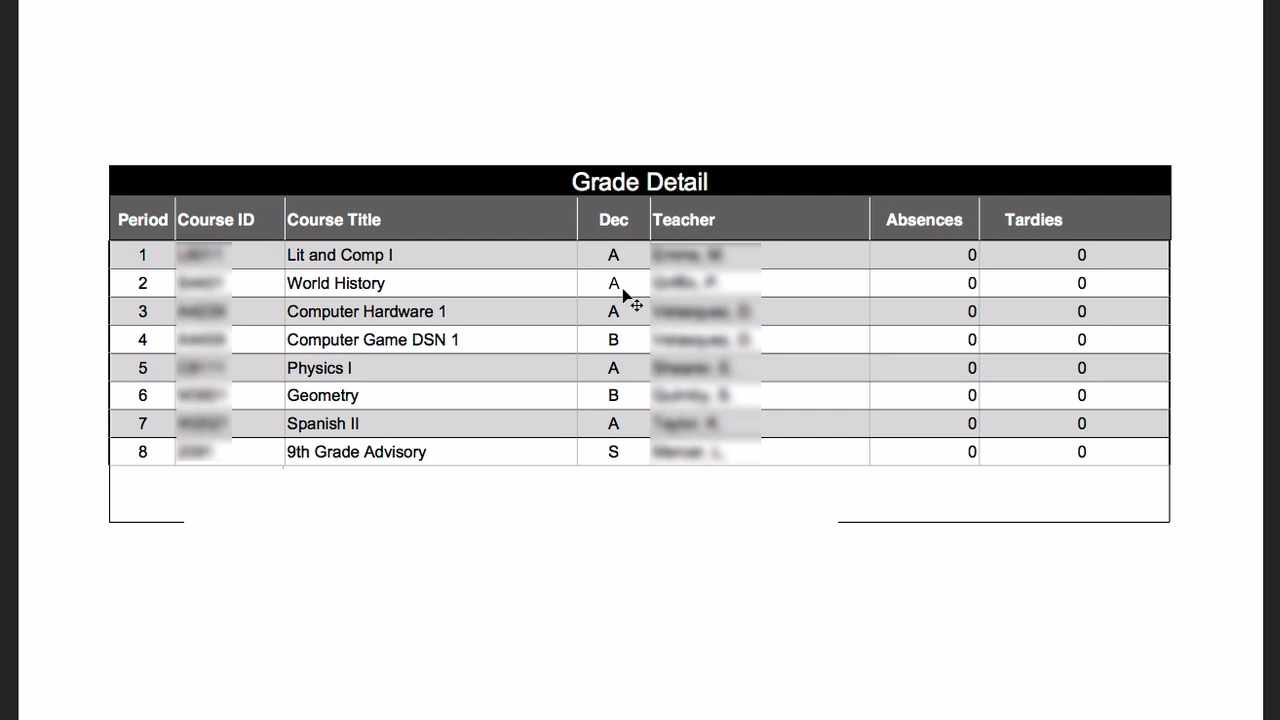 Grade Detail
Period Course ID Course Title Dec Teacher Absences Tardies
1 Lit and Comp I A 0 0
2 World History A 0 0
3 Computer Hardware 1 A 0 0
4 Computer Game DSN 1 B 0 0
5 Physics I A 0 0
6 Geometry B 0 0
7 Spanish II A 0 0
8 9th Grade Advisory S 0 0